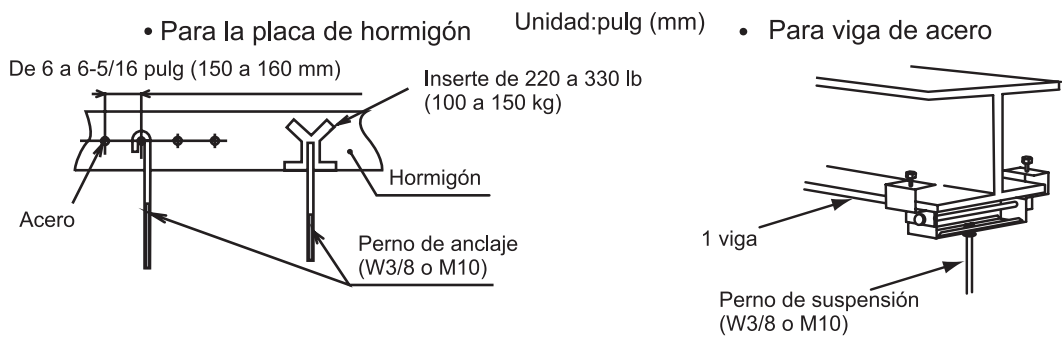 • Para la placa de hormigón
Unidad:pulg (mm)
• Para viga de acero
De 6 a 6-5/16 pulg (150 a 160 mm)
Inserte de 220 a 330 lb
(100 a 150 kg)
Hormigón
Acero
Perno de anclaje
(W3/8 o M10)
1 viga
Perno de suspensión
(W3/8 o M10)